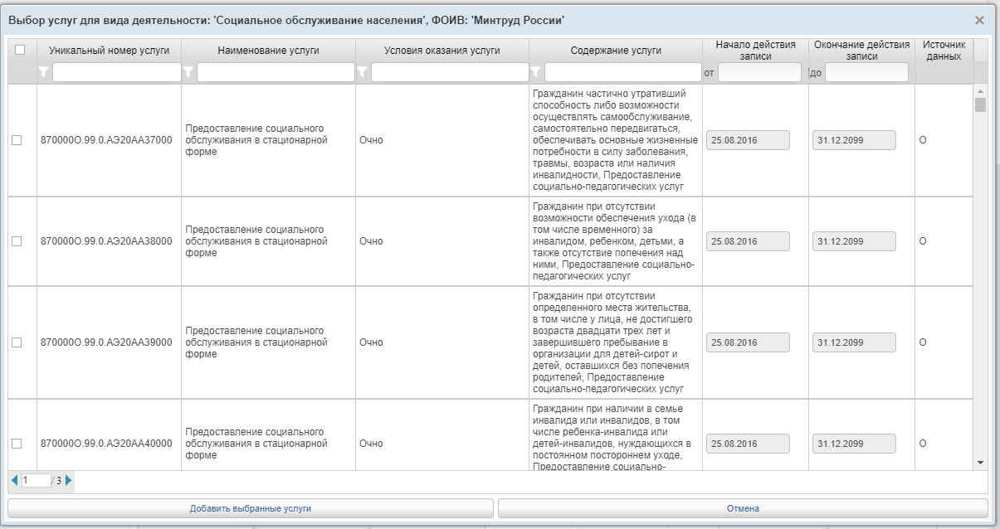 Выбор услуг для вида деятельности: 'Социальное обслуживание населения', ФОИВ: 'Минтруд России'
Уникальный номер услуги
Наименование услуги
Условия оказания услуги
Содержание услуги
Начало действия
записи
Окончание действия
записи
Источник
данных
от
до
870000О.99.0.АЭ20АА37000
Предоставление социального
обслуживания в стационарной
форме
Очно
Гражданин частично утративший
способность либо возможности
осуществлять самообслуживание,
самостоятельно передвигаться,
обеспечивать основные жизненные
потребности в силу заболевания,
травмы, возраста или наличия
инвалидности, Предоставление
социально-педагогических услуг
25.08.2016
31.12.2099
О
870000О.99.0.АЭ20АА38000
Предоставление социального
обслуживания в стационарной
форме
Очно
Гражданин при отсутствии
возможности обеспечения ухода (в
том числе временного) за
инвалидом, ребенком, детьми, а
также отсутствие попечения над
ними, Предоставление социально-
педагогических услуг
25.08.2016
31.12.2099
О
870000О.99.0.АЭ20АА39000
Предоставление социального
обслуживания в стационарной
форме
Очно
Гражданин при отсутствии
определенного места жительства,
в том числе у лица, не достигшего
возраста двадцати трех лет и
завершившего пребывание в
организации для детей-сирот и
детей, оставшихся без попечения
родителей, Предоставление
социально-педагогических услуг
25.08.2016
31.12.2099
О
870000О.99.0.АЭ20АА40000
Предоставление социального
обслуживания в стационарной
форме
Очно
Гражданин при наличии в семье
инвалида или инвалидов, в том
числе ребенка-инвалида или
детей-инвалидов, нуждающихся в
постоянном постороннем уходе,
Предоставление социально-
25.08.2016
31.12.2099
О
1 / 3
Добавить выбранные услуги
Отмена